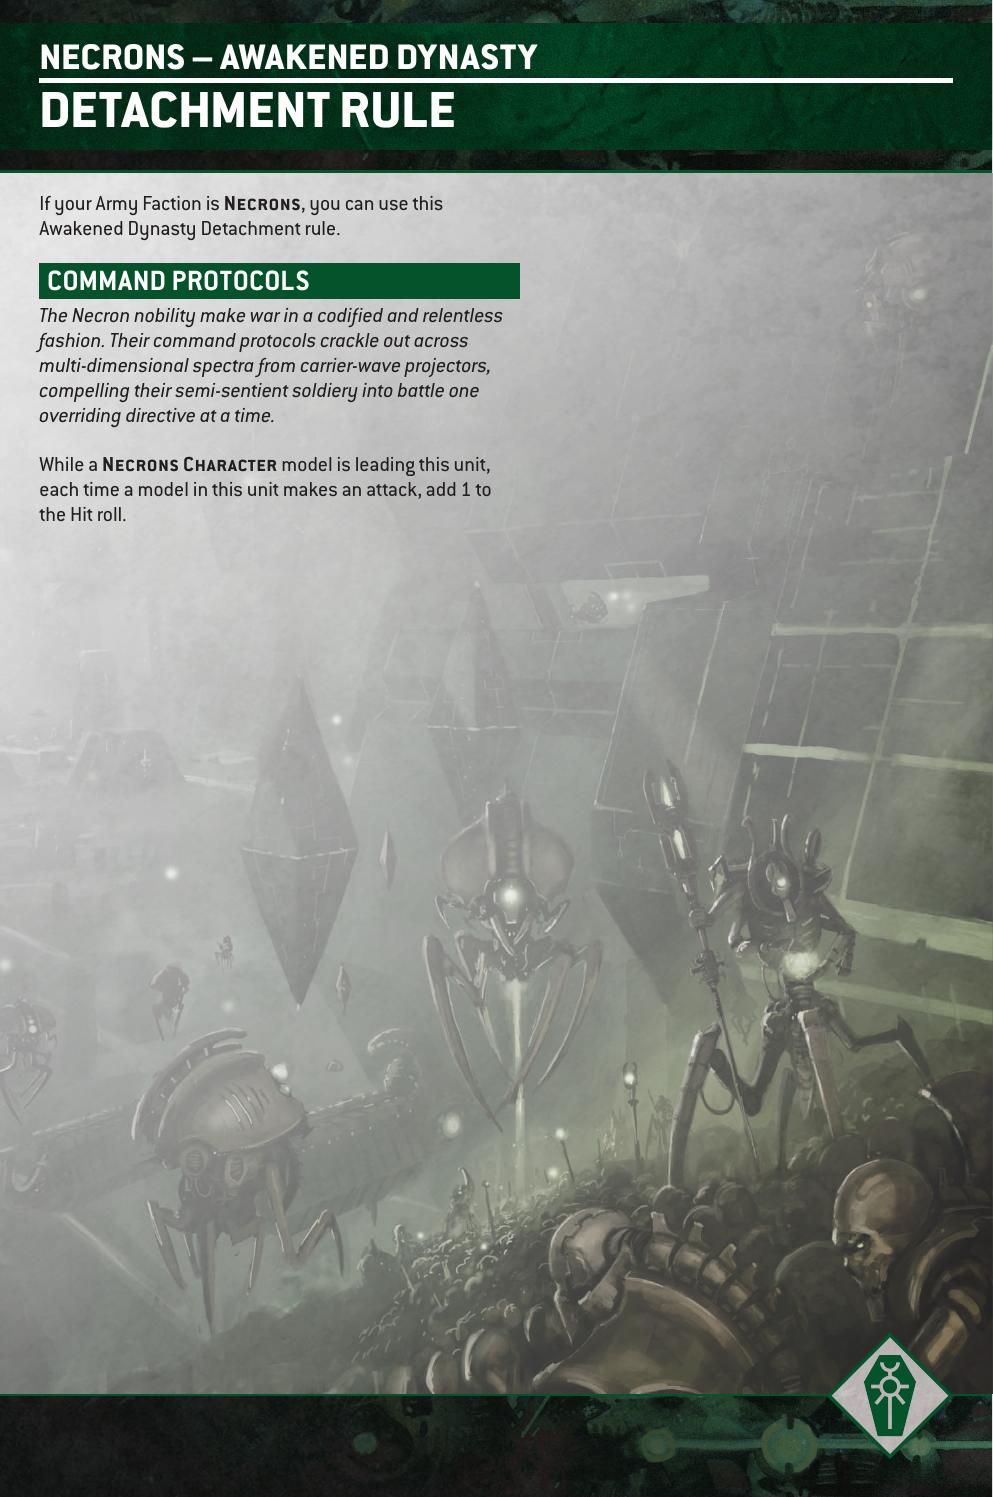 NECRONS – AWAKENED DYNASTY
DETACHMENT RULE
If your Army Faction is NECRONS, you can use this
Awakened Dynasty Detachment rule.
COMMAND PROTOCOLS
The Necron nobility make war in a codified and relentless
fashion. Their command protocols crackle out across
multi-dimensional spectra from carrier-wave projectors,
compelling their semi-sentient soldiery into battle one
overriding directive at a time.
While a NECRONS CHARACTER model is leading this unit,
each time a model in this unit makes an attack, add 1 to
the Hit roll.